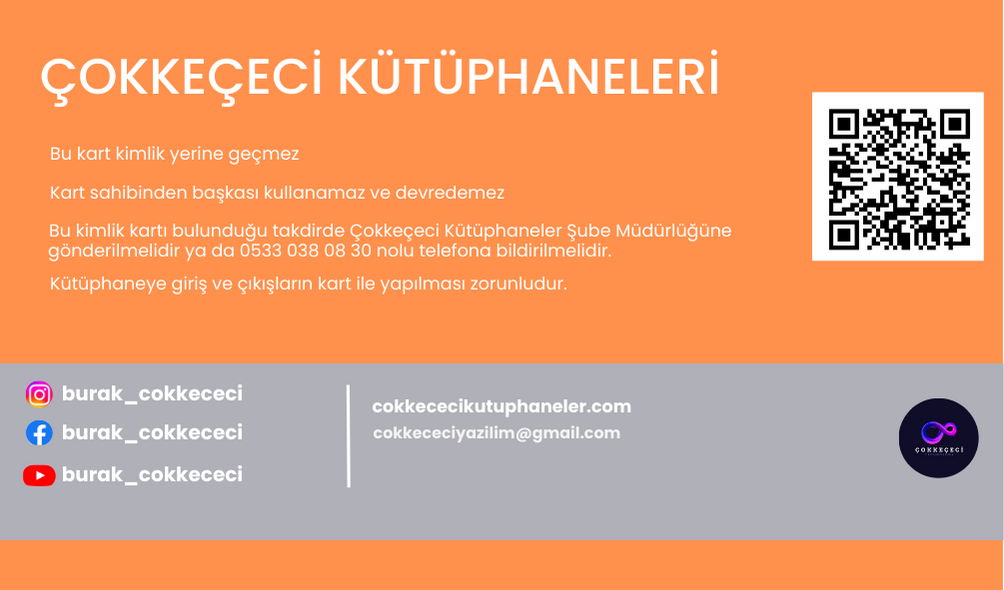 ÇOKKEÇECİ KÜTÜPHANELERİ
Bu kart kimlik yerine geçmez
Kart sahibinden başkası kullanamaz ve devredemez
Bu kimlik kartı bulunduğu takdirde Çokkeçeci Kütüphaneler Şube Müdürlüğüne
gönderilmelidir ya da 0533 038 08 30 nolu telefona bildirilmelidir.
Kütüphaneye giriş ve çıkışların kart ile yapılması zorunludur.
burak_cokkececi
burak_cokkececi
burak_cokkececi
cokkececikutuphaneler.com
cokkececiyazilim@gmail.com
ÇOKKEÇECİ